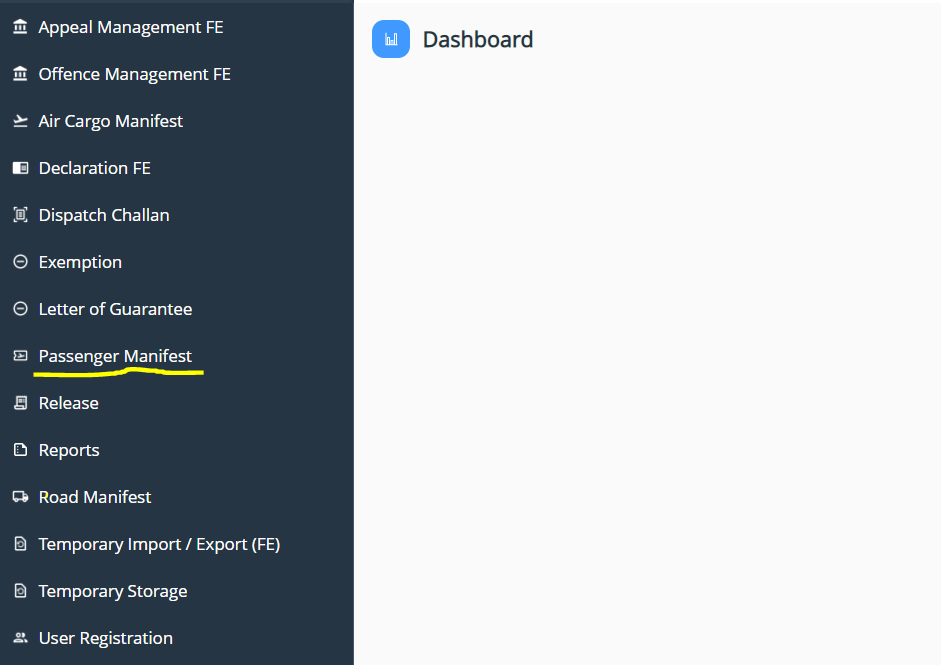 Appeal Management FE
Offence Management FE
Air Cargo Manifest
Declaration FE
Dispatch Challan
Exemption
Letter of Guarantee
Passenger Manifest
Release
Reports
Road Manifest
Temporary Import / Export (FE)
Temporary Storage
User Registration
Dashboard